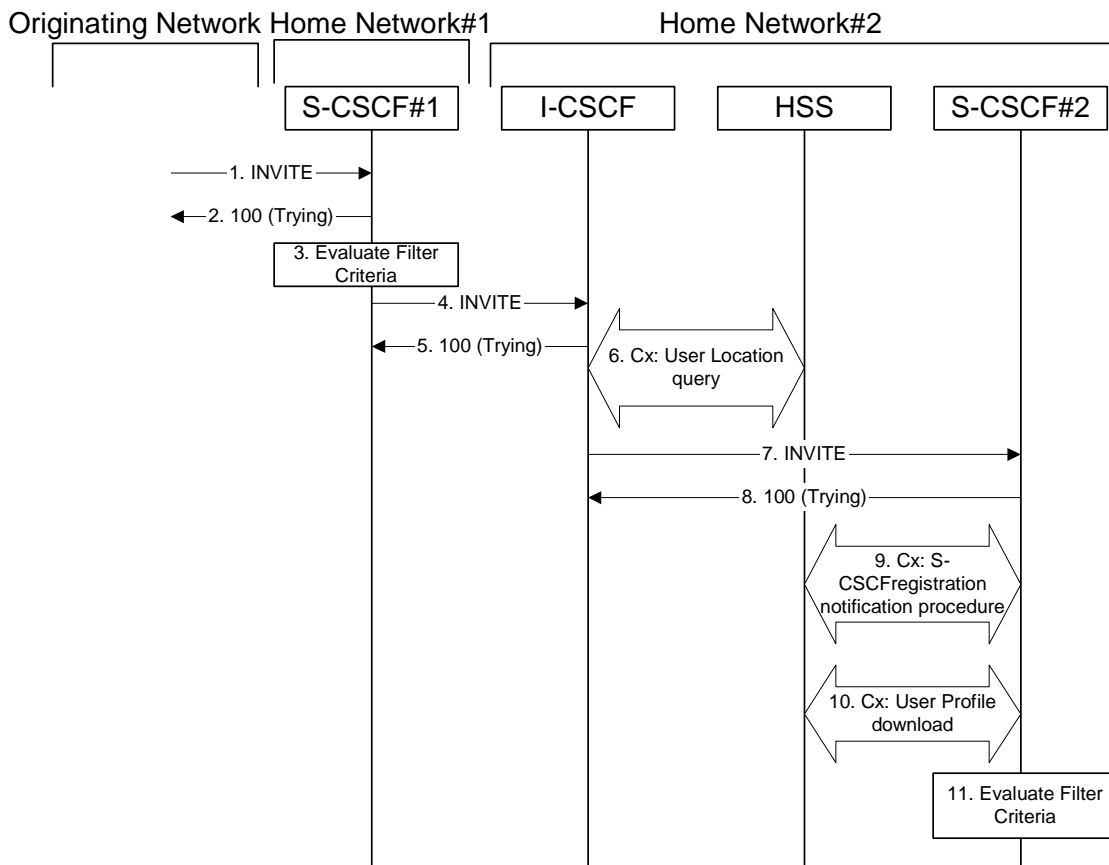 Originating Network Home Network#1 Home Network#2
S-CSCF#1 I-CSCF HSS S-CSCF#2
1. INVITE
2. 100 (Trying)
3. Evaluate Filter
Criteria
4. INVITE
5. 100 (Trying)
6. Cx: User Location
query
7. INVITE
8. 100 (Trying)
9. Cx: S-
CSCFregistration
notification procedure
10. Cx: User Profile
download
11. Evaluate Filter
Criteria